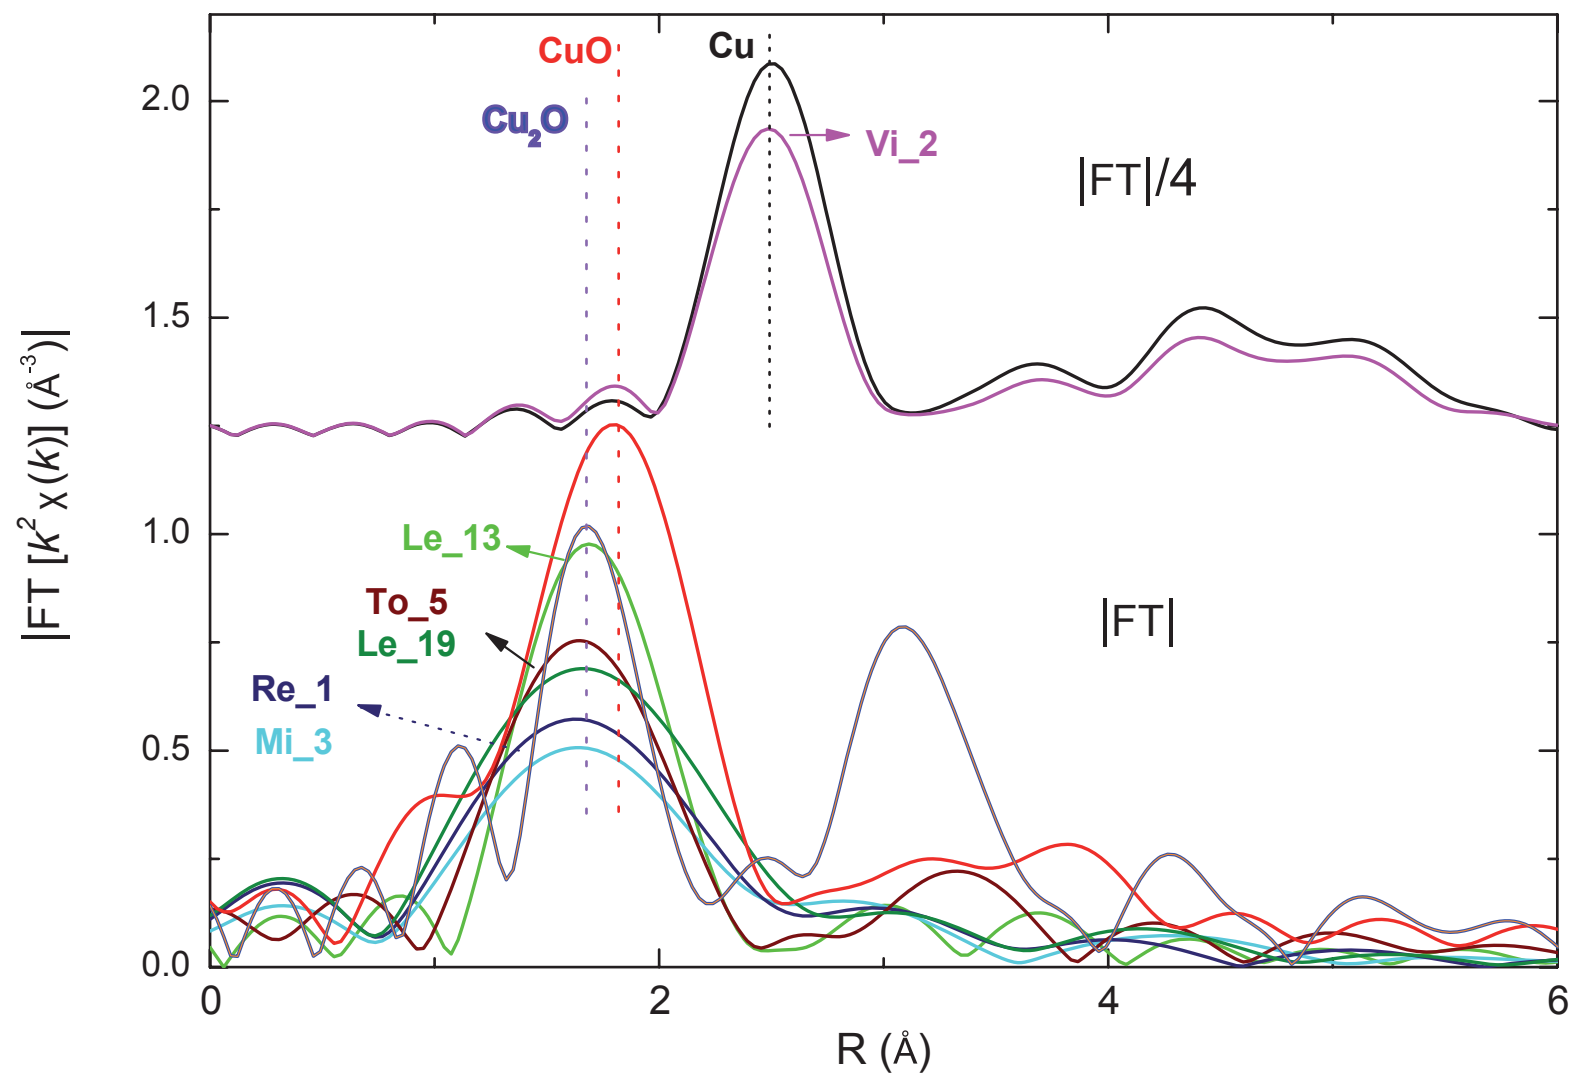 CuO
Cu
Cu₂O
Vi_2
|FT|/4
2.0
1.5
1.0
0.5
0.0
|FT [k² χ(k)] (Å⁻³)|
Le_13
To_5
Le_19
Re_1
Mi_3
|FT|
0 2 4 6
R (Å)